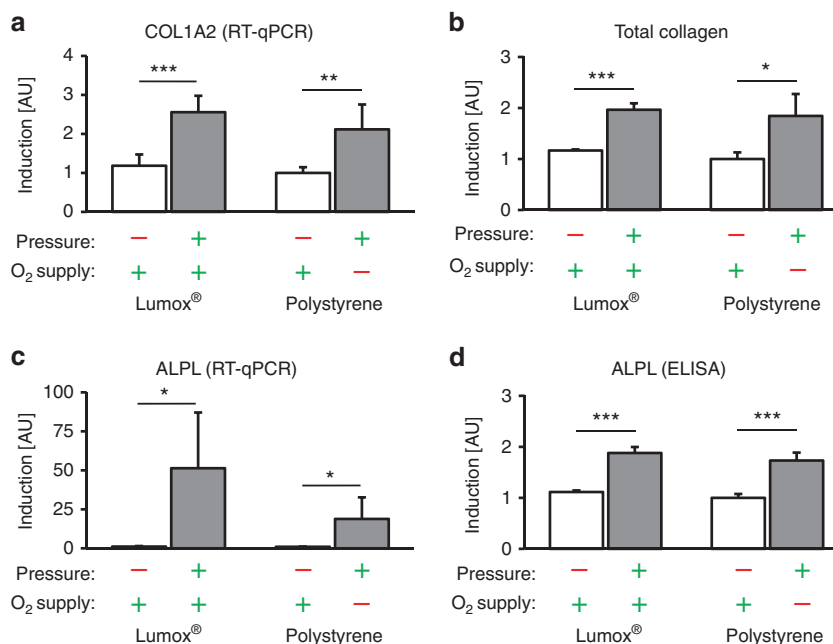 a
COL1A2 (RT-qPCR)
Induction [AU]
4
3
2
1
0
***
**
Pressure: − + − +
O2 supply: + + + −
Lumox® Polystyrene
b
Total collagen
Induction [AU]
3
2
1
0
***
*
Pressure: − + − +
O2 supply: + + + −
Lumox® Polystyrene
c
ALPL (RT-qPCR)
Induction [AU]
100
75
50
25
0
*
*
Pressure: − + − +
O2 supply: + + + −
Lumox® Polystyrene
d
ALPL (ELISA)
Induction [AU]
3
2
1
0
***
***
Pressure: − + − +
O2 supply: + + + −
Lumox® Polystyrene